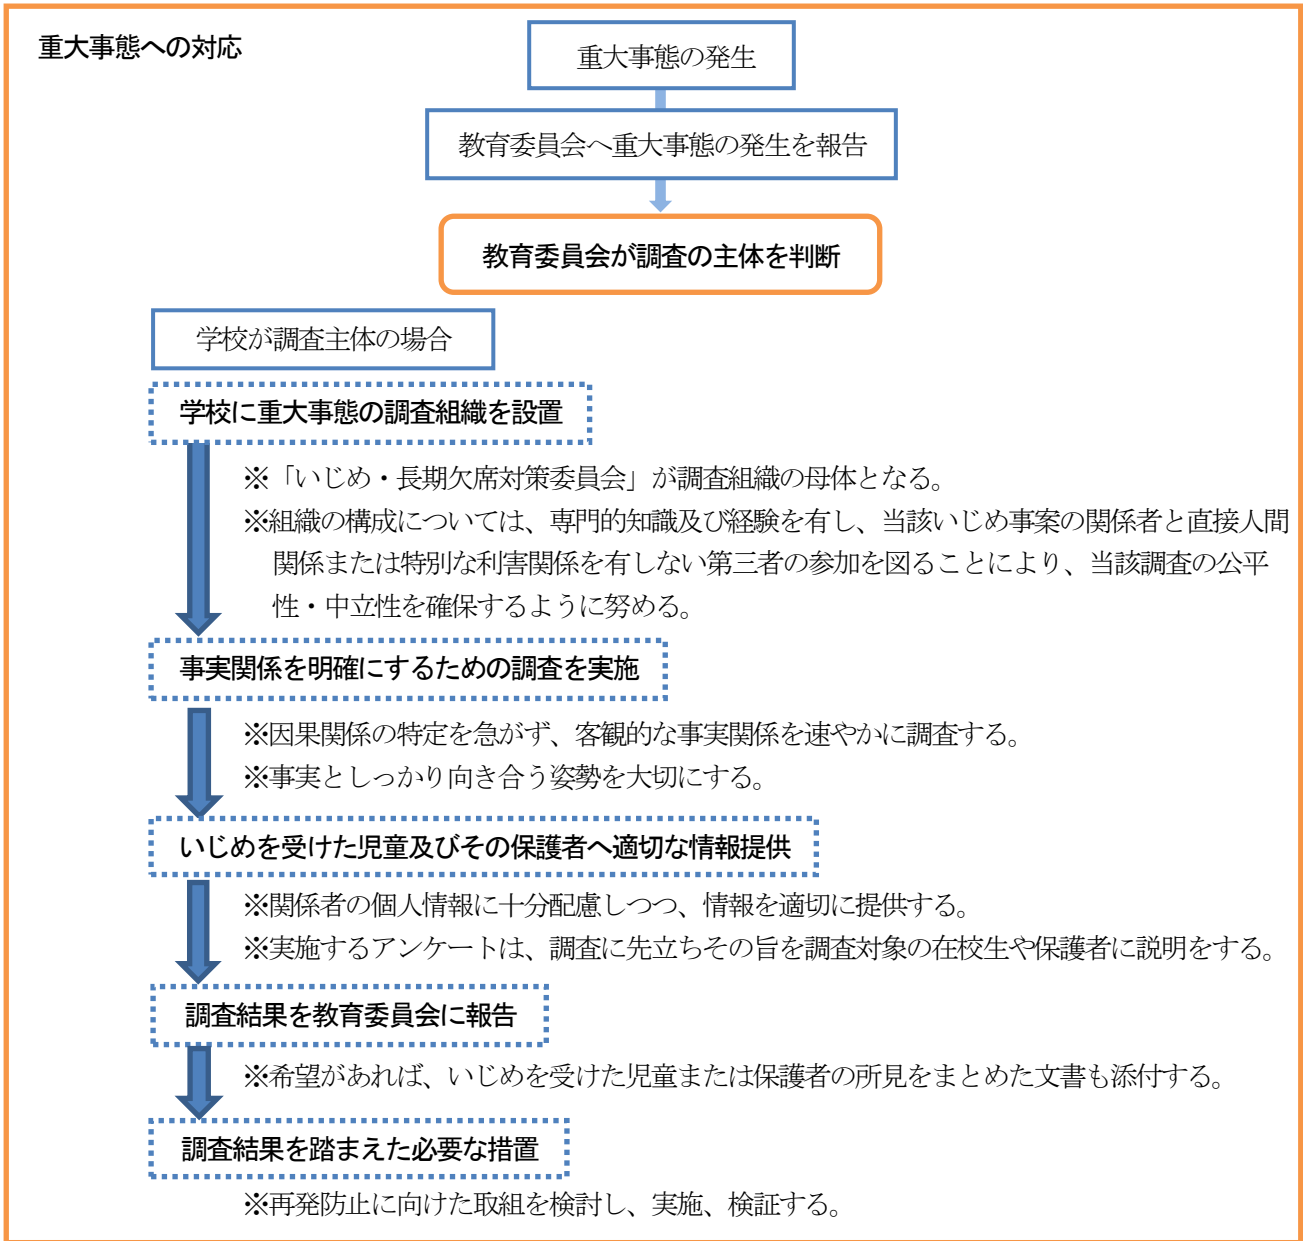 重大事態への対応
重大事態の発生
教育委員会へ重大事態の発生を報告
教育委員会が調査の主体を判断
学校が調査主体の場合
学校に重大事態の調査組織を設置
※「いじめ・長期欠席対策委員会」が調査組織の母体となる。
※組織の構成については、専門的知識及び経験を有し、当該いじめ事案の関係者と直接人間
関係または特別な利害関係を有しない第三者の参加を図ることにより、当該調査の公平
性・中立性を確保するように努める。
事実関係を明確にするための調査を実施
※因果関係の特定を急がず、客観的な事実関係を速やかに調査する。
※事実としっかり向き合う姿勢を大切にする。
いじめを受けた児童及びその保護者へ適切な情報提供
※関係者の個人情報に十分配慮しつつ、情報を適切に提供する。
※実施するアンケートは、調査に先立ちその旨を調査対象の在校生や保護者に説明をする。
調査結果を教育委員会に報告
※希望があれば、いじめを受けた児童または保護者の所見をまとめた文書も添付する。
調査結果を踏まえた必要な措置
※再発防止に向けた取組を検討し、実施、検証する。